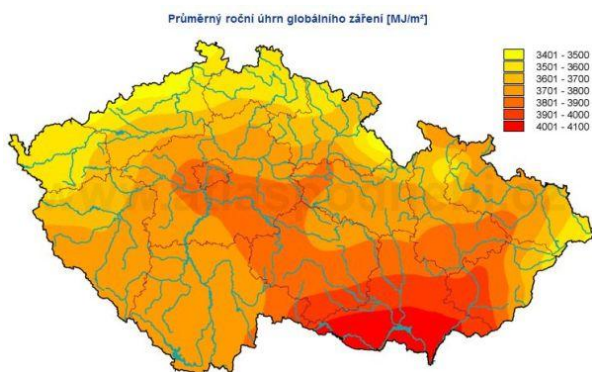 Průměrný roční úhrn globálního záření [MJ/m²]
3401 - 3500
3501 - 3600
3601 - 3700
3701 - 3800
3801 - 3900
3901 - 4000
4001 - 4100